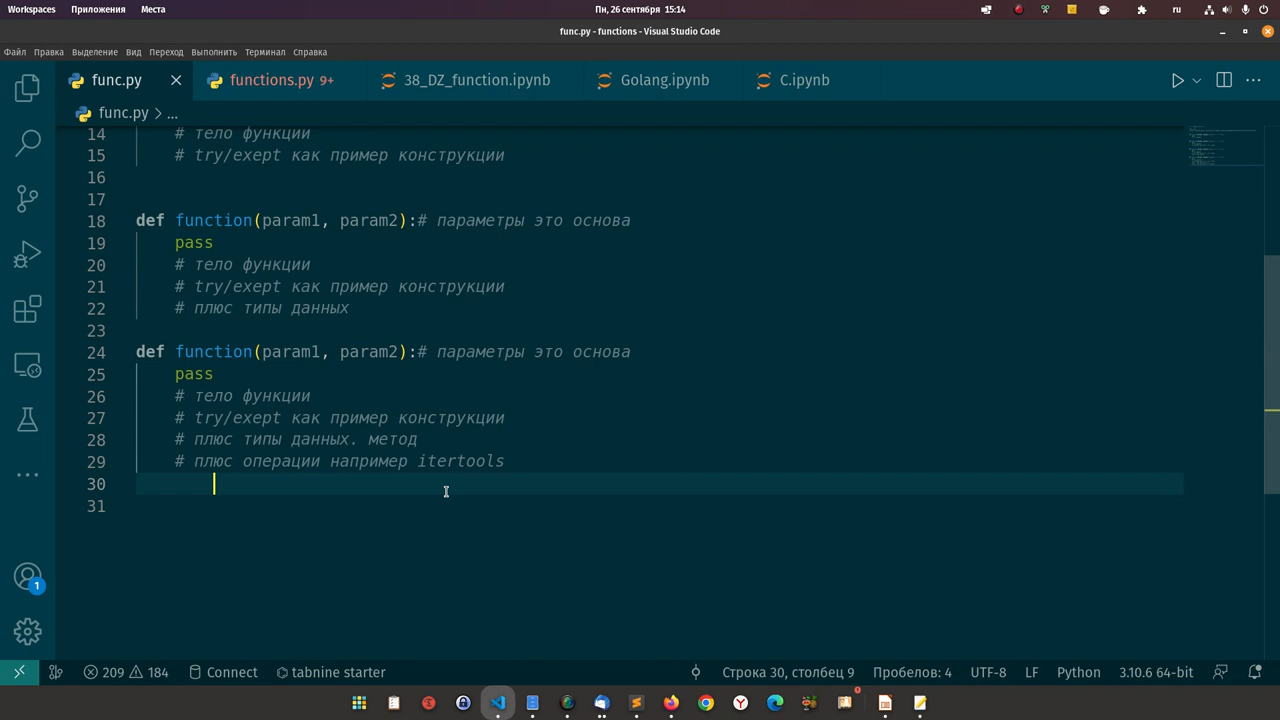 Workspaces Приложения Места Пн, 26 сентября 15:14 ru
func.py - functions - Visual Studio Code
Файл Правка Выделение Вид Переход Выполнить Терминал Справка
func.py functions.py 9+ 38_DZ_function.ipynb Golang.ipynb C.ipynb
func.py > ...
14 # тело функции
15 # try/exept как пример конструкции
16
17
18 def function(param1, param2):# параметры это основа
19 pass
20 # тело функции
21 # try/exept как пример конструкции
22 # плюс типы данных
23
24 def function(param1, param2):# параметры это основа
25 pass
26 # тело функции
27 # try/exept как пример конструкции
28 # плюс типы данных. метод
29 # плюс операции например itertools
30
31
1
209 184 Connect tabnine starter Строка 30, столбец 9 Пробелов: 4 UTF-8 LF Python 3.10.6 64-bit